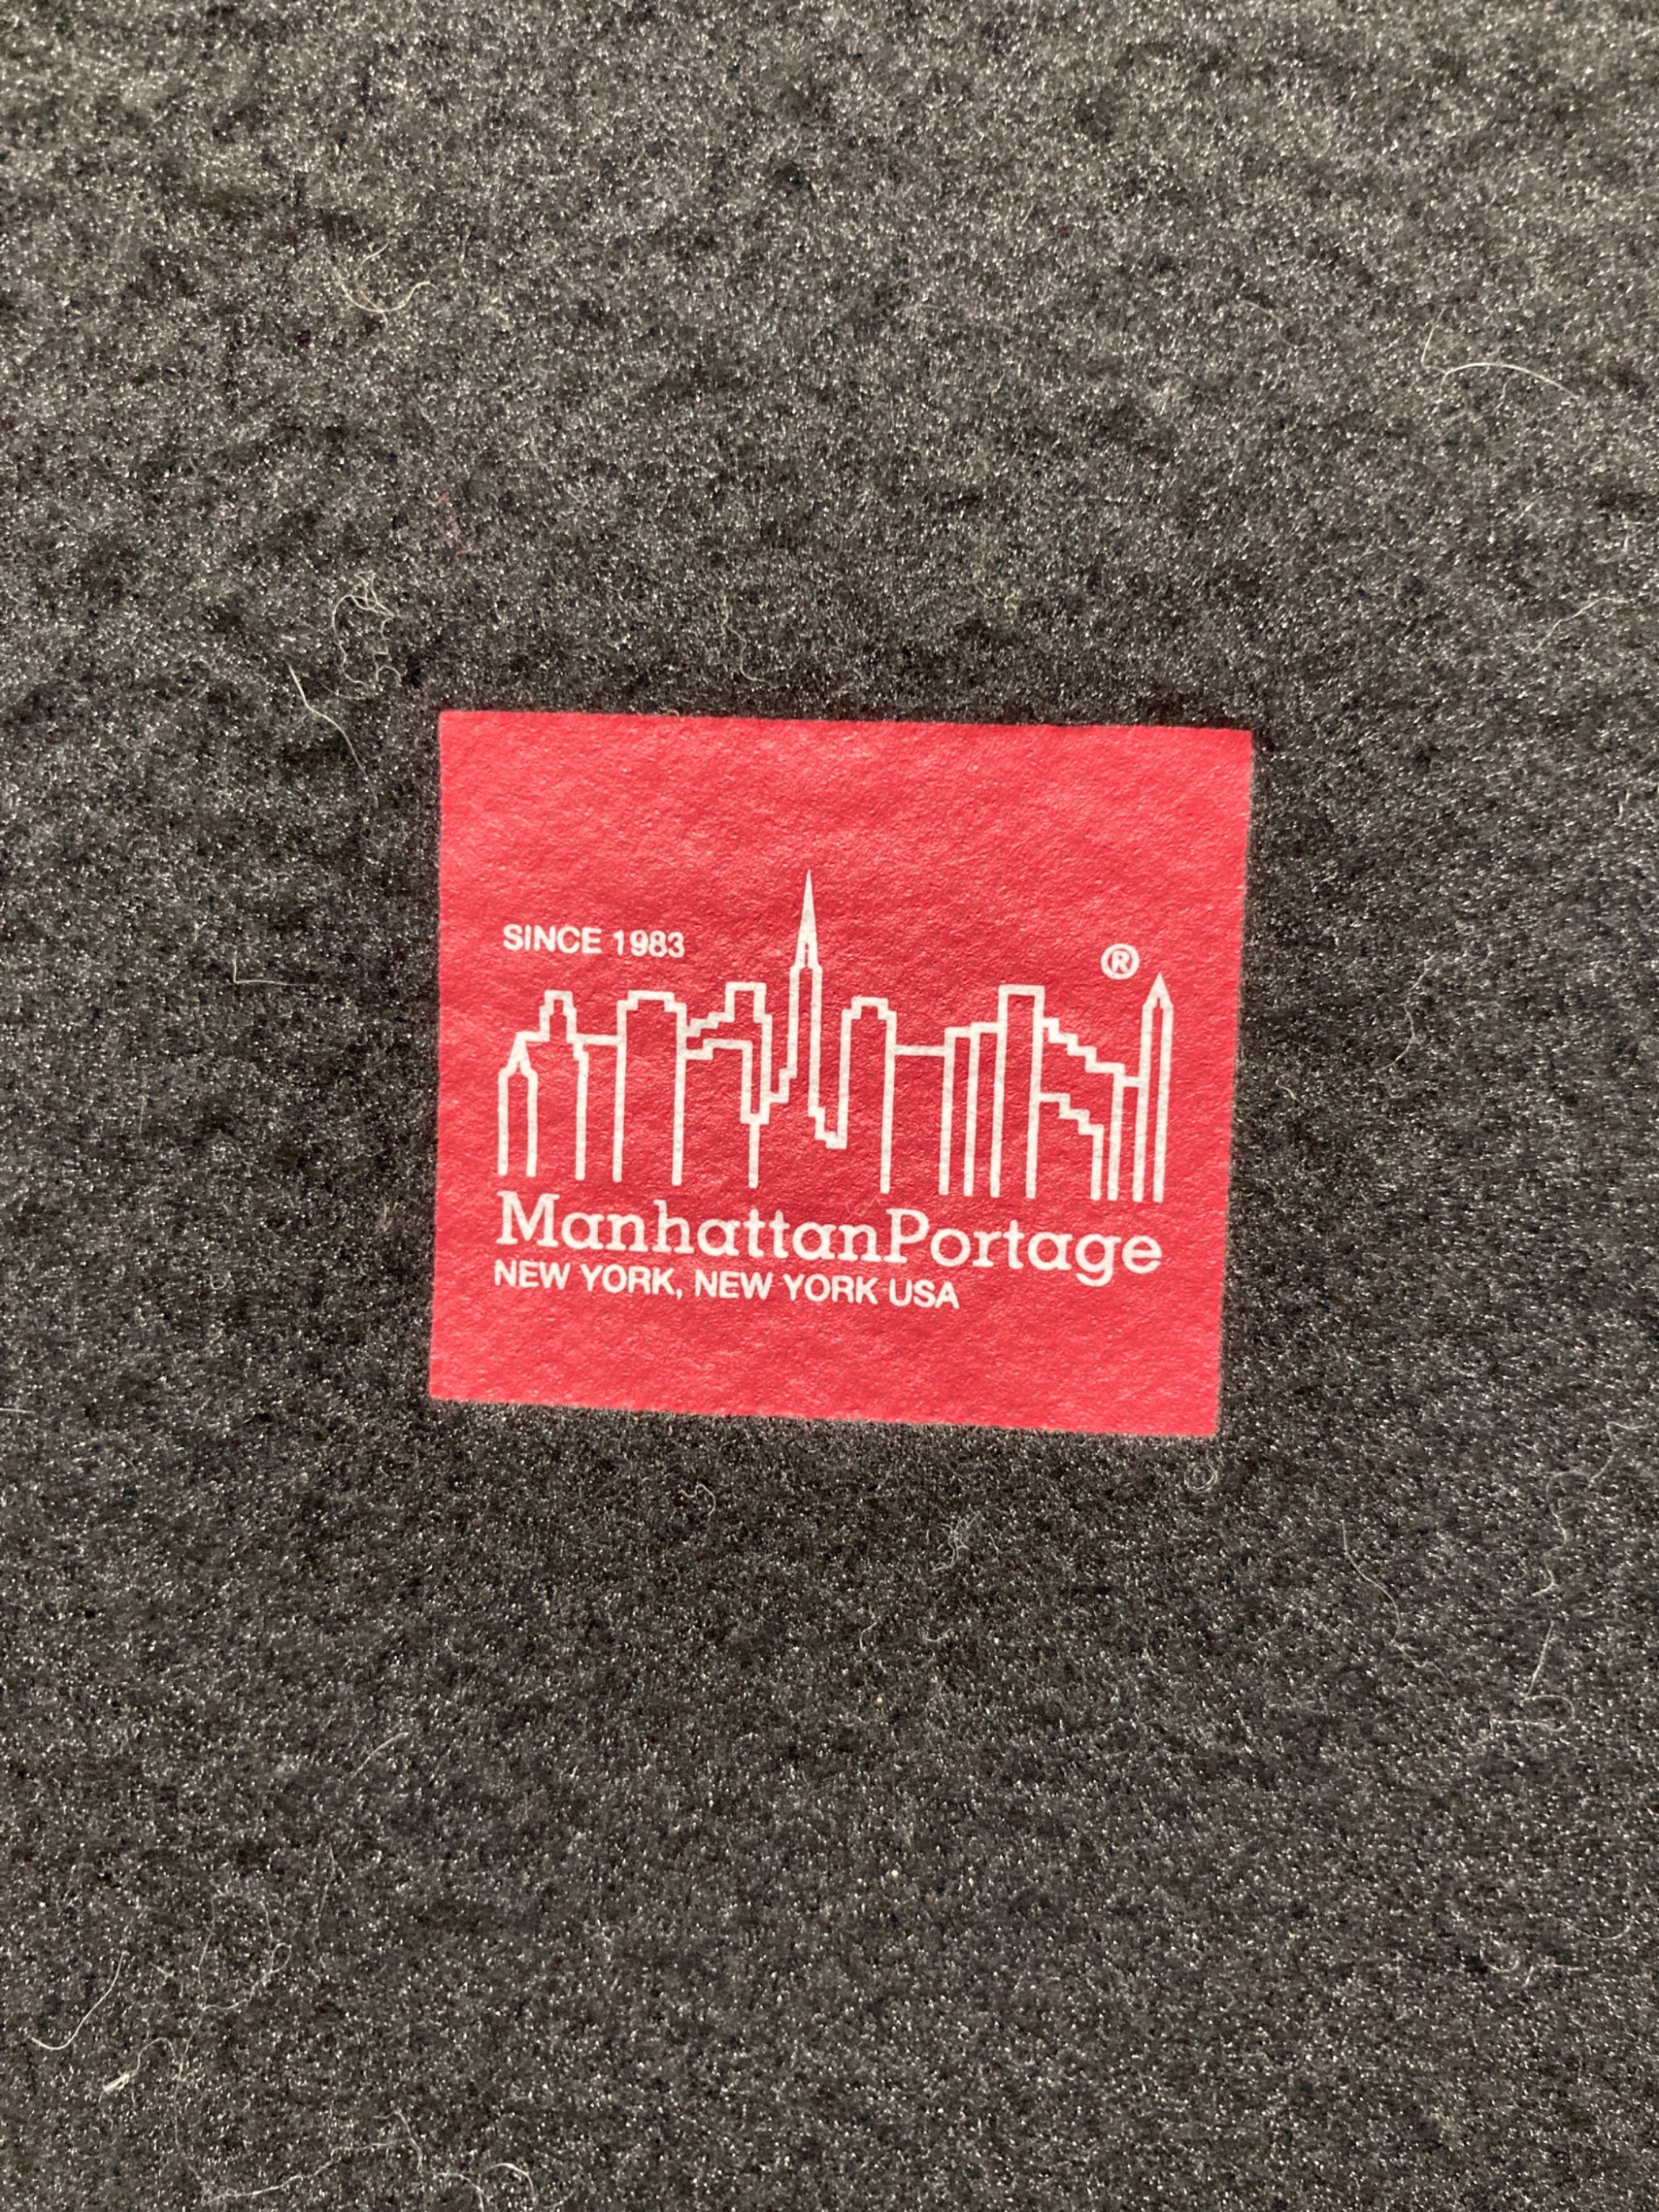 SINCE 1983
®
ManhattanPortage
NEW YORK, NEW YORK USA